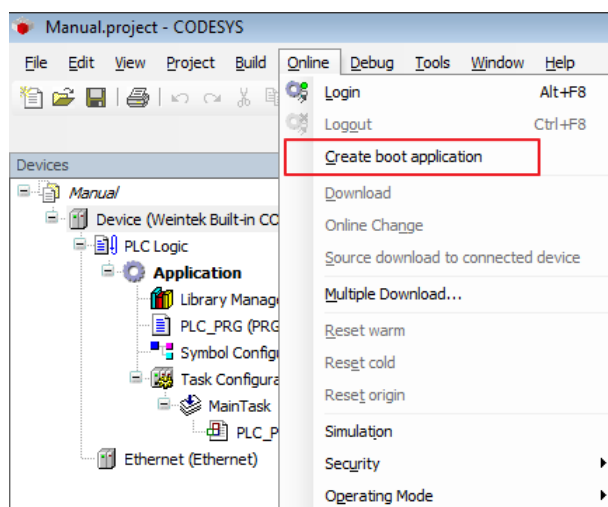 Manual.project - CODESYS
File Edit View Project Build Online Debug Tools Window Help
Login Alt+F8
Logout Ctrl+F8
Create boot application
Devices
Download
Manual
Online Change
Device (Weintek Built-in CO
Source download to connected device
PLC Logic
Multiple Download...
Application
Library Manag
Reset warm
PLC_PRG (PRG
Reset cold
Symbol Config
Reset origin
Task Configura
MainTask
Simulation
PLC_P
Security
Ethernet (Ethernet)
Operating Mode